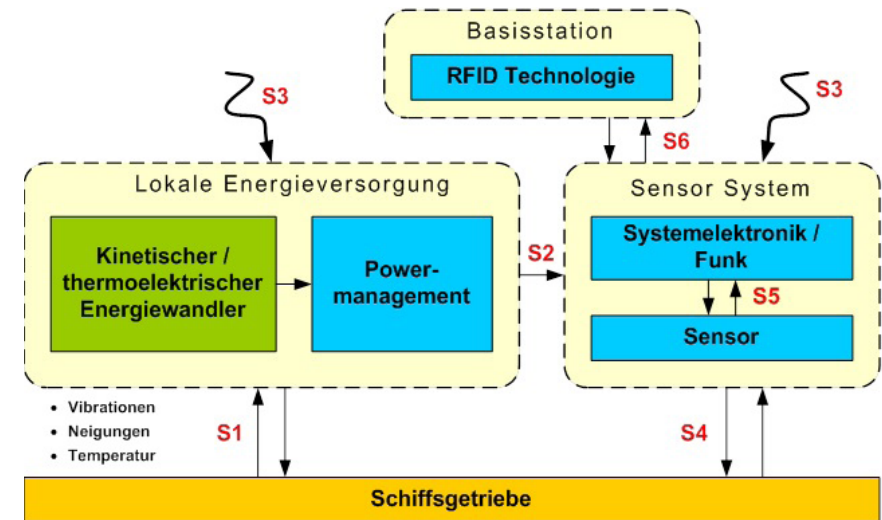 Basisstation
RFID Technologie
S3
S3
S6
Lokale Energieversorgung
Sensor System
Kinetischer /
thermoelektrischer
Energiewandler
Power-
management
S2
Systemelektronik /
Funk
S5
Sensor
• Vibrationen
• Neigungen
• Temperatur
S1
S4
Schiffsgetriebe